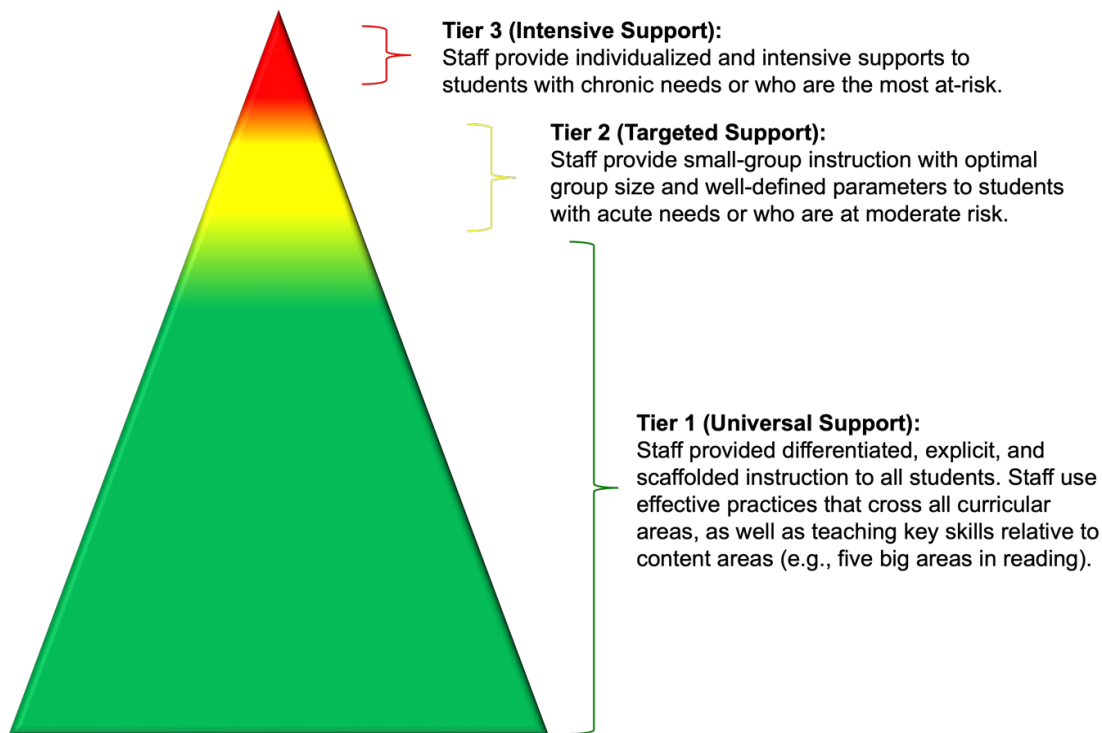 Tier 3 (Intensive Support):
Staff provide individualized and intensive supports to
students with chronic needs or who are the most at-risk.
Tier 2 (Targeted Support):
Staff provide small-group instruction with optimal
group size and well-defined parameters to students
with acute needs or who are at moderate risk.
Tier 1 (Universal Support):
Staff provided differentiated, explicit, and
scaffolded instruction to all students. Staff use
effective practices that cross all curricular
areas, as well as teaching key skills relative to
content areas (e.g., five big areas in reading).